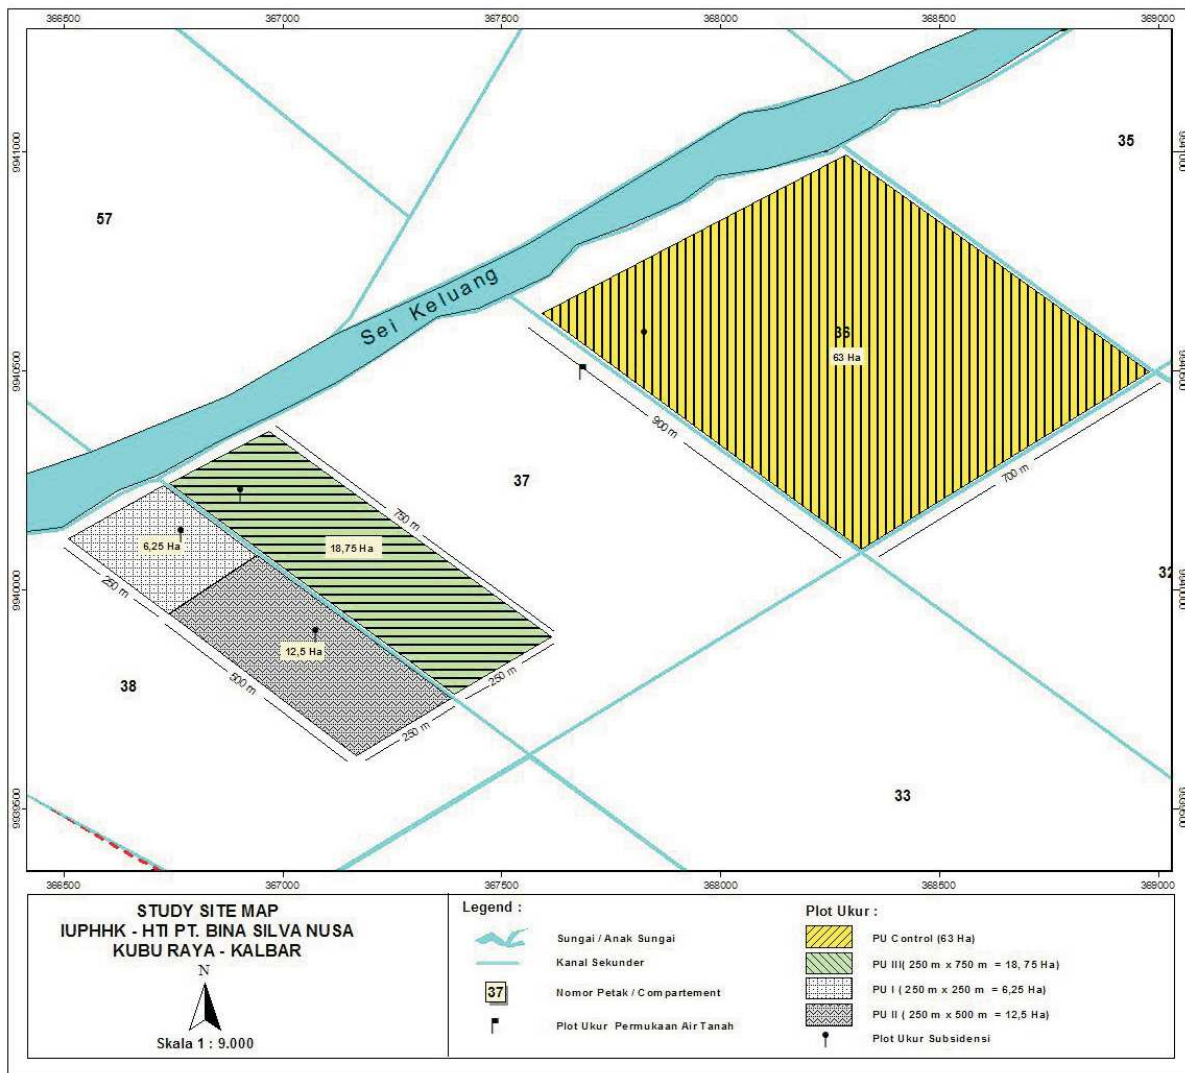 366500 367000 367500 368000 368500 369000
9941000
9941000
35
57
Sei Keluang
36
63 Ha
9940500
9940500
900 m
700 m
37
750 m
6,25 Ha
18,75 Ha
250 m
9940000
9940000
32
12,5 Ha
500 m
250 m
250 m
38
33
9939500
9939500
366500 367000 367500 368000 368500 369000
STUDY SITE MAP
IUPHHK - HTI PT. BINA SILVA NUSA
KUBU RAYA - KALBAR
N
Skala 1 : 9.000
Legend :
Sungai / Anak Sungai
Kanal Sekunder
37 Nomor Petak / Compartement
Plot Ukur Permukaan Air Tanah
Plot Ukur :
PU Control (63 Ha)
PU III( 250 m x 750 m = 18, 75 Ha)
PU I ( 250 m x 250 m = 6,25 Ha)
PU II ( 250 m x 500 m = 12,5 Ha)
Plot Ukur Subsidensi